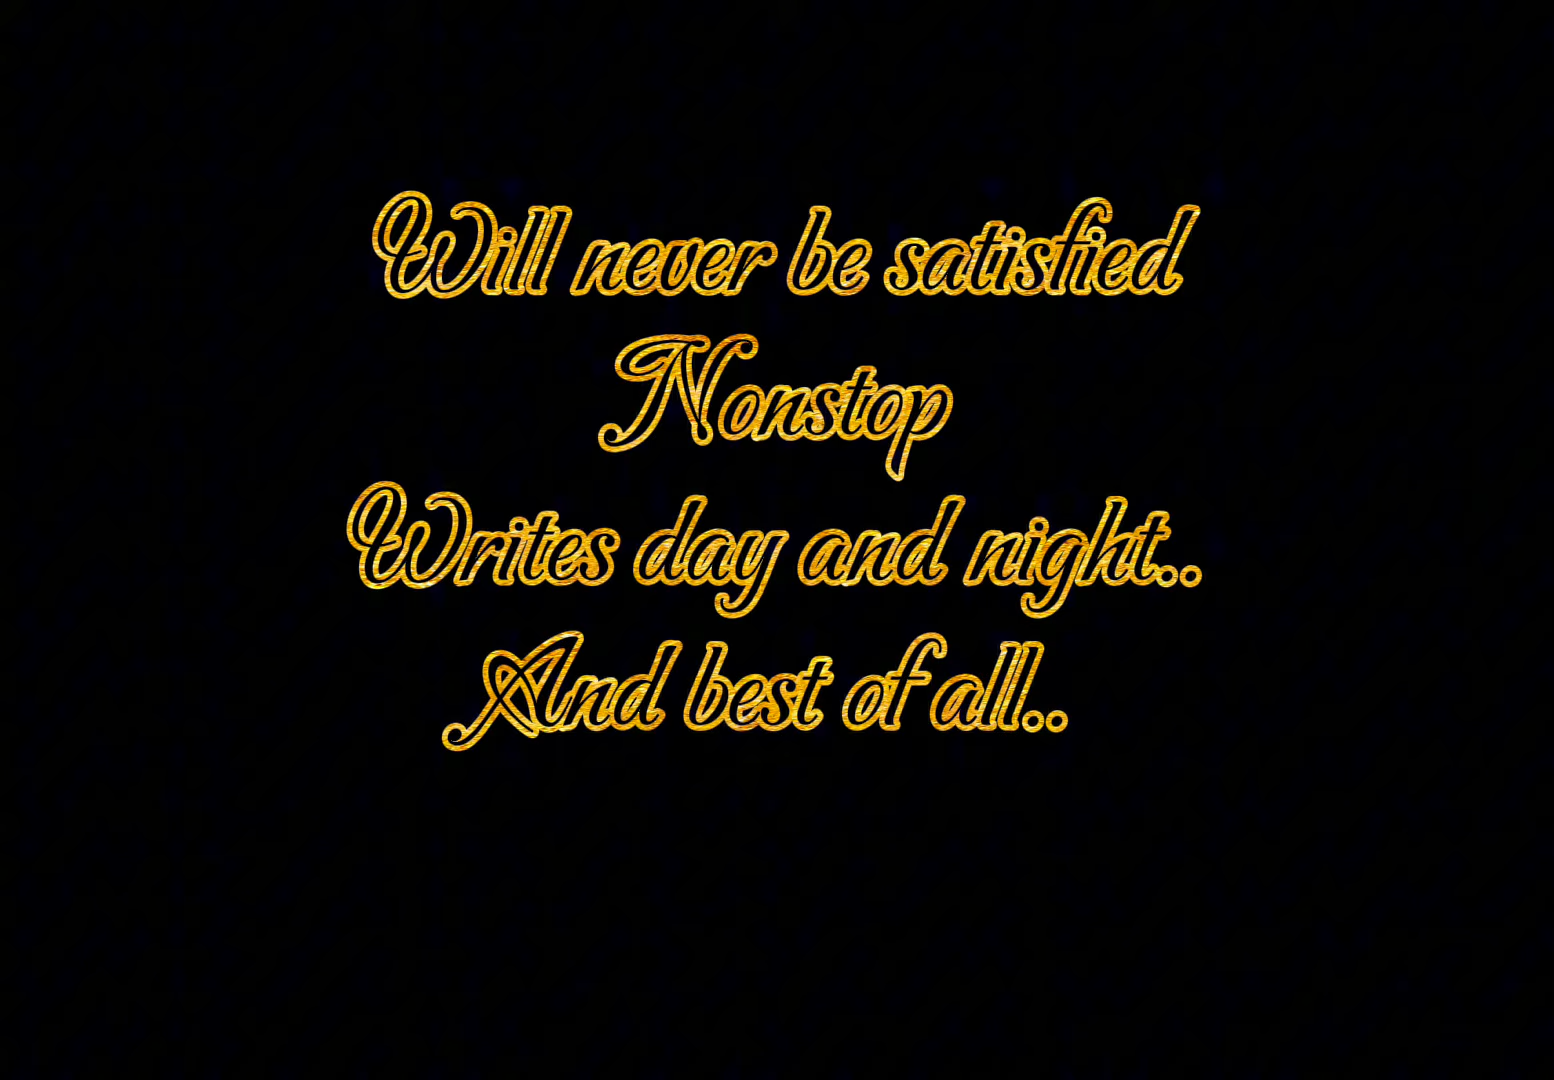 Will never be satisfied
Nonstop
Writes day and night..
And best of all..